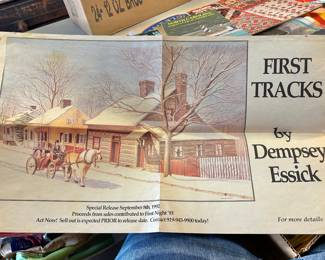 24-12 OZ
FIRST
TRACKS
by
Dempsey
Essick
Special Release September 8th, 1992
Proceeds from sales contributed to First Night '93
Act Now! Sell out is expected PRIOR to release date. Contact 919-945-9900 today!
For more details